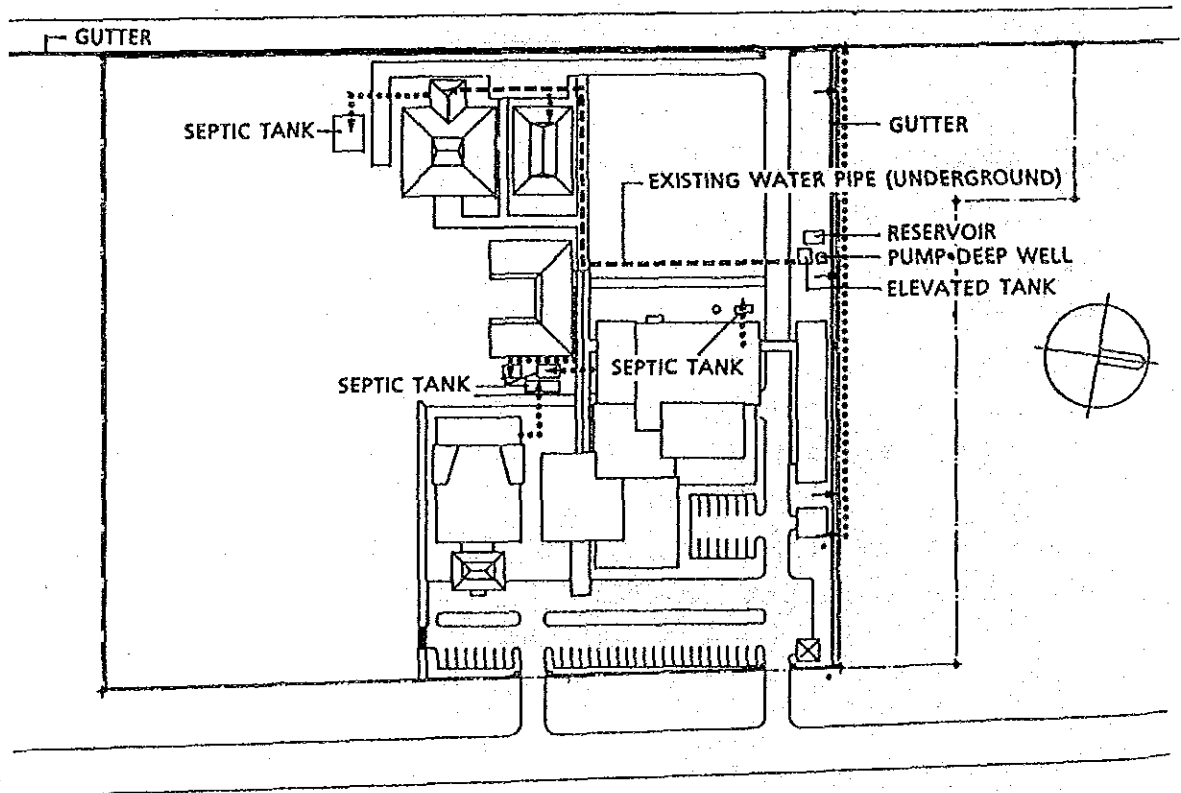 GUTTER
SEPTIC TANK
GUTTER
EXISTING WATER PIPE (UNDERGROUND)
RESERVOIR
PUMP·DEEP WELL
ELEVATED TANK
SEPTIC TANK
SEPTIC TANK